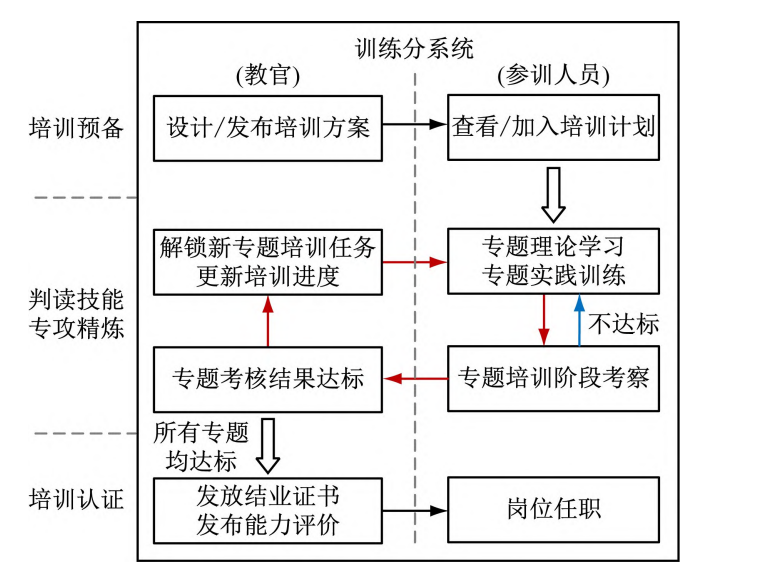 训练分系统
(教官)
(参训人员)
培训预备
设计/发布培训方案
查看/加入培训计划
判读技能
专攻精炼
解锁新专题培训任务
更新培训进度
专题理论学习
专题实践训练
不达标
专题考核结果达标
专题培训阶段考察
所有专题
均达标
培训认证
发放结业证书
发布能力评价
岗位任职